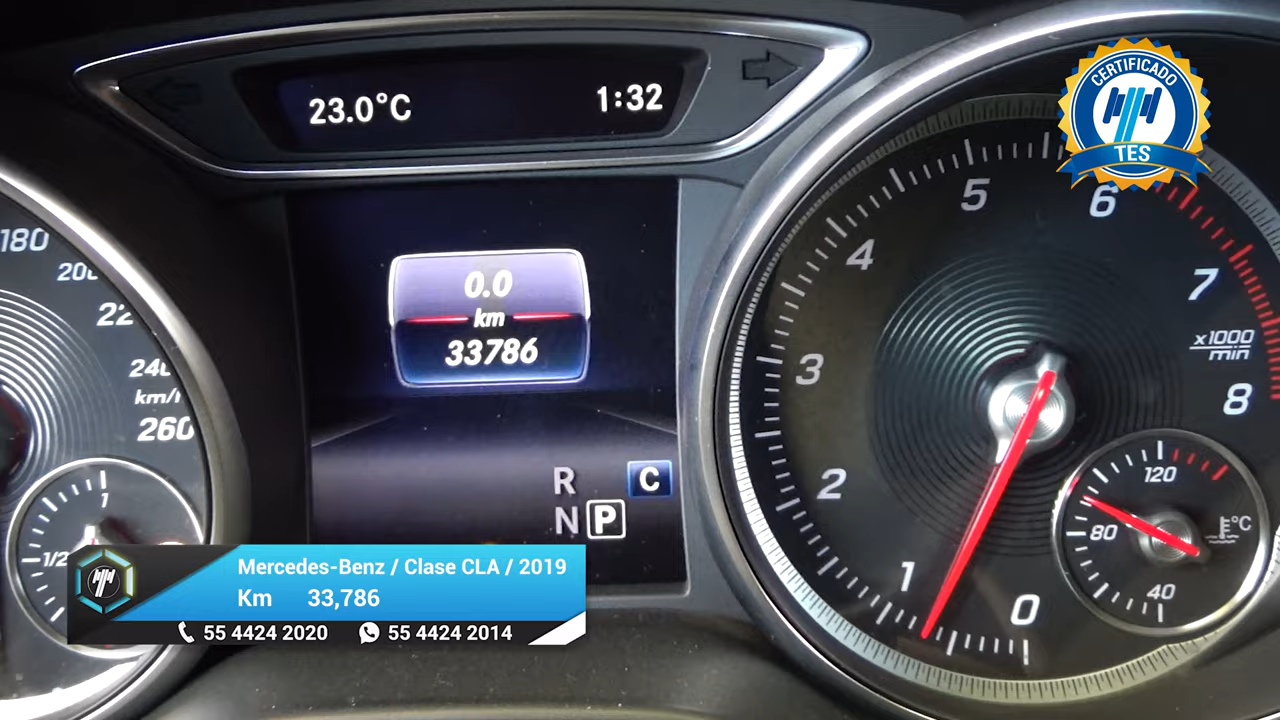 23.0°C
1:32
CERTIFICADO
TES
0.0
km
33786
R
C
N
P
180
220
240
km/h
260
1
1/2
1
2
3
4
5
6
7
8
0
x1000
min
120
80
40
°C
Mercedes-Benz / Clase CLA / 2019
Km 33,786
55 4424 2020 55 4424 2014